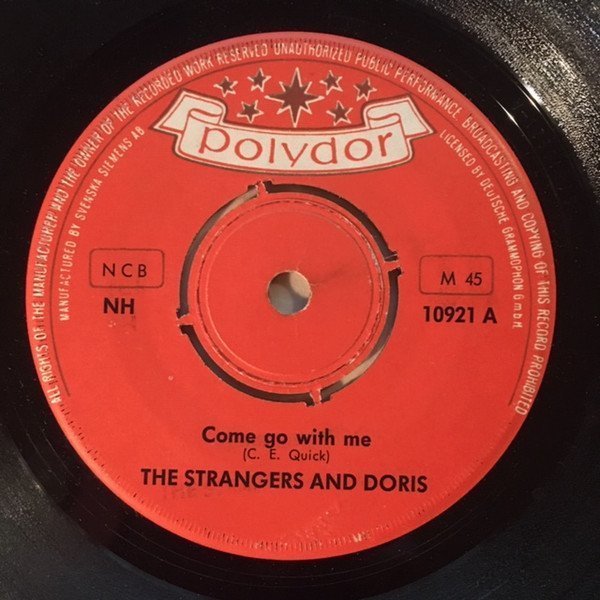 ALL RIGHTS OF THE MANUFACTURER AND THE OWNER OF THE RECORDED WORK RESERVED UNAUTHORIZED PUBLIC PERFORMANCE BROADCASTING AND COPYING OF THIS RECORD PROHIBITED
MANUFACTURED BY SVENSKA SIEMENS AB
LICENSED BY DEUTSCHE GRAMMOPHON GmbH.
polydor
NCB
NH
M 45
10921 A
Come go with me
(C. E. Quick)
THE STRANGERS AND DORIS